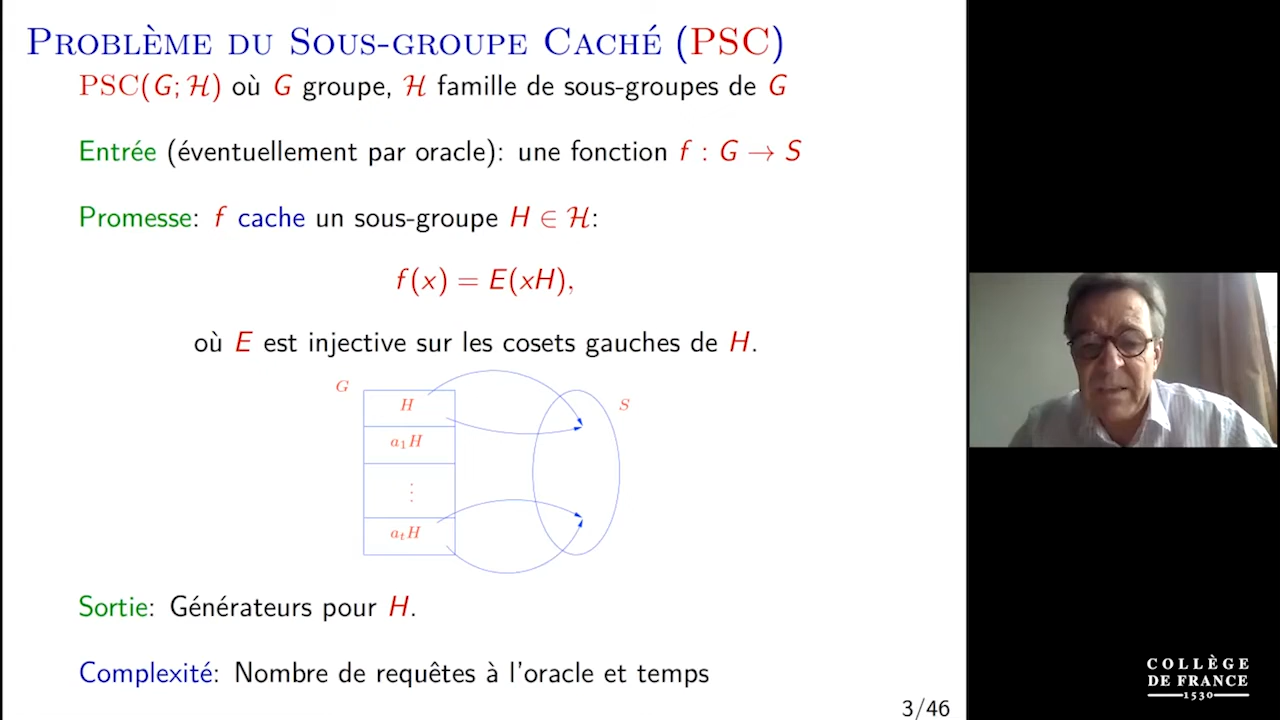 PROBLÈME DU SOUS-GROUPE CACHÉ (PSC)
PSC(G; ℋ) où G groupe, ℋ famille de sous-groupes de G
Entrée (éventuellement par oracle): une fonction f : G → S
Promesse: f cache un sous-groupe H ∈ ℋ:
f(x) = E(xH),
où E est injective sur les cosets gauches de H.
G
H
S
a₁H
⋮
aₜH
Sortie: Générateurs pour H.
Complexité: Nombre de requêtes à l'oracle et temps
3/46
COLLÈGE
DE FRANCE
1530